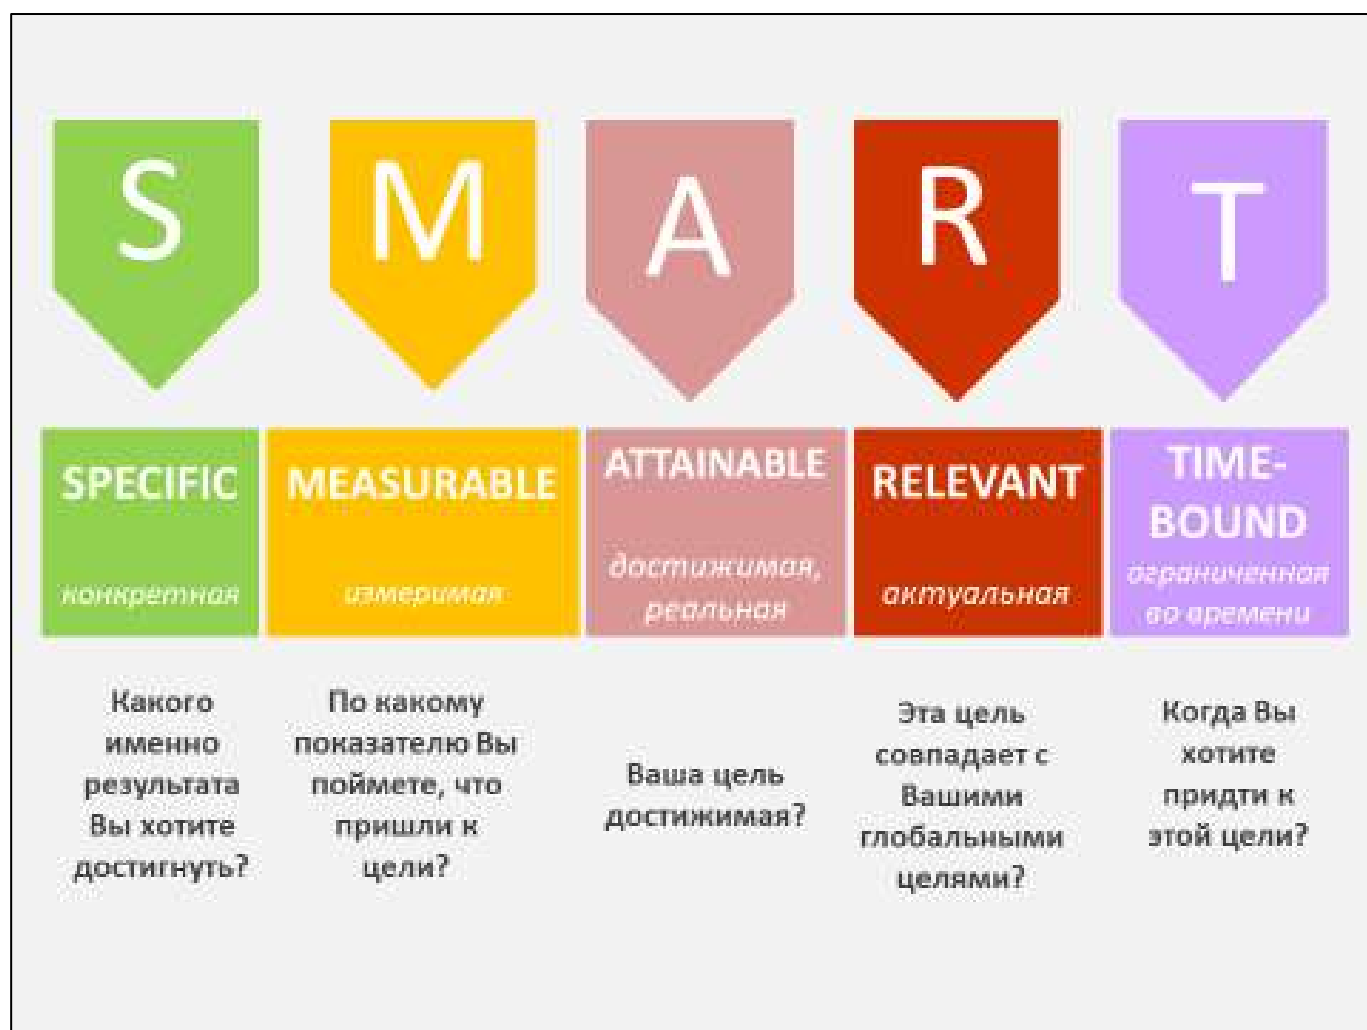 S
M
A
R
T
SPECIFIC
конкретная
MEASURABLE
измеримая
ATTAINABLE
достижимая,
реальная
RELEVANT
актуальная
TIME-
BOUND
ограниченная
во времени
Какого
именно
результата
Вы хотите
достигнуть?
По какому
показателю Вы
поймете, что
пришли к
цели?
Ваша цель
достижимая?
Эта цель
совпадает с
Вашими
глобальными
целями?
Когда Вы
хотите
придти к
этой цели?